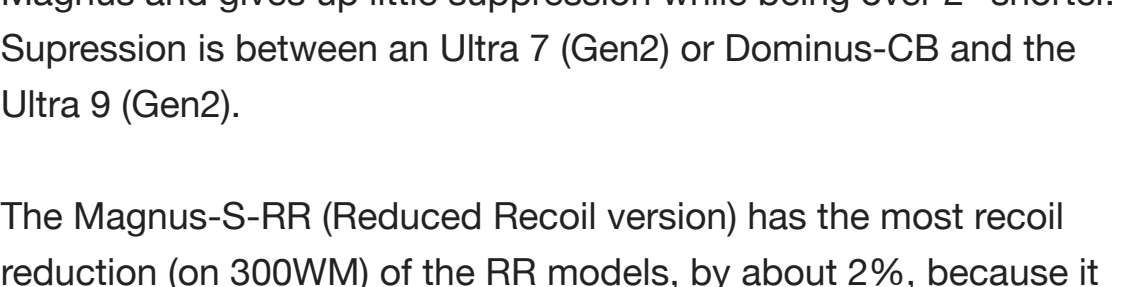 Magnus and gives up little suppression while being over 2" shorter.
Supression is between an Ultra 7 (Gen2) or Dominus-CB and the
Ultra 9 (Gen2).
The Magnus-S-RR (Reduced Recoil version) has the most recoil
reduction (on 300WM) of the RR models, by about 2%, because it